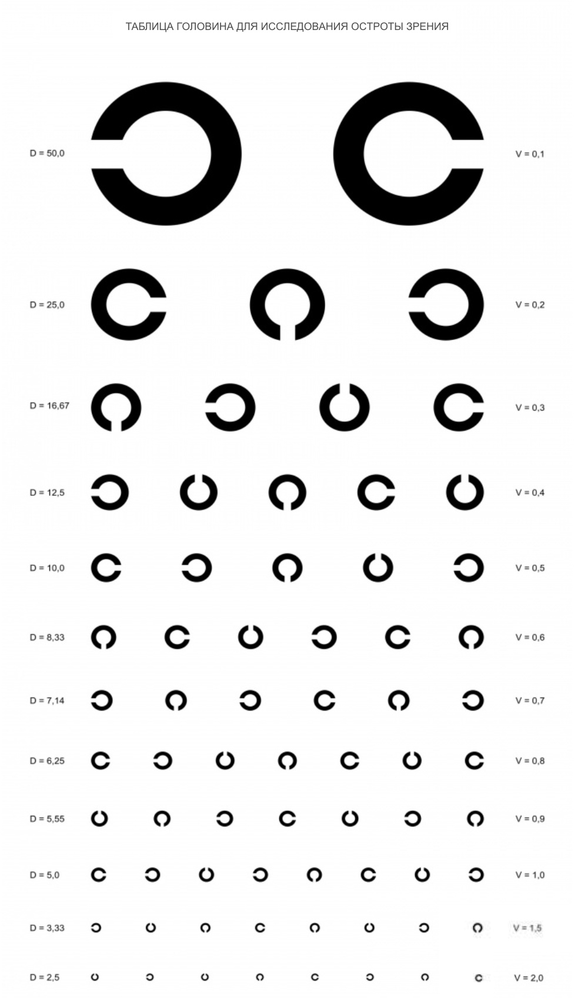 ТАБЛИЦА ГОЛОВИНА ДЛЯ ИССЛЕДОВАНИЯ ОСТРОТЫ ЗРЕНИЯ
D = 50,0 V = 0,1
D = 25,0 V = 0,2
D = 16,67 V = 0,3
D = 12,5 V = 0,4
D = 10,0 V = 0,5
D = 8,33 V = 0,6
D = 7,14 V = 0,7
D = 6,25 V = 0,8
D = 5,55 V = 0,9
D = 5,0 V = 1,0
D = 3,33 V = 1,5
D = 2,5 V = 2,0